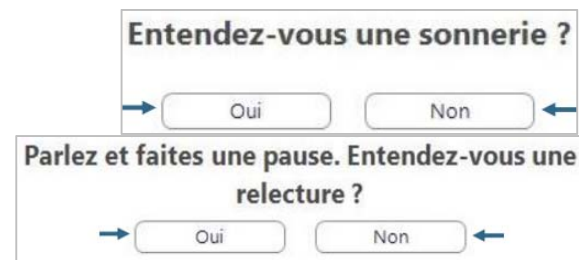 Entendez-vous une sonnerie ?
Oui Non
Parlez et faites une pause. Entendez-vous une
relecture ?
Oui Non